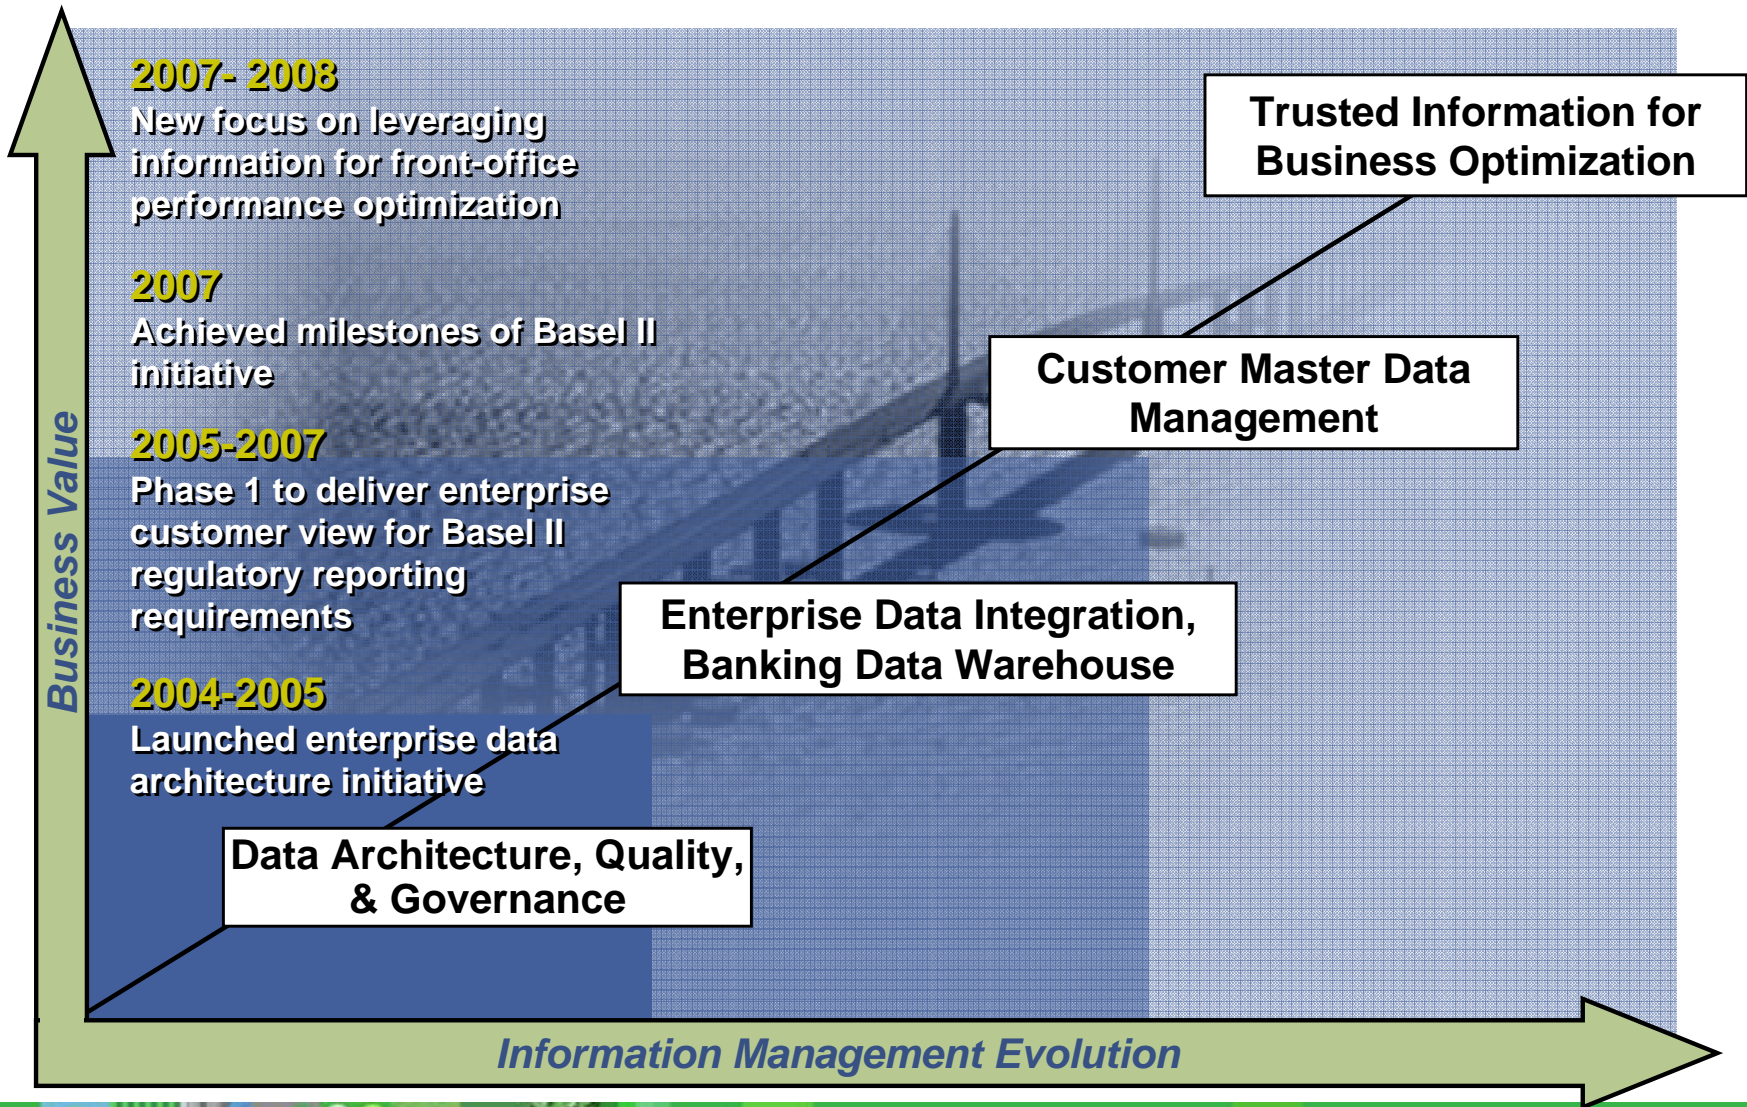 2007- 2008
New focus on leveraging
information for front-office
performance optimization
2007
Achieved milestones of Basel II
initiative
2005-2007
Phase 1 to deliver enterprise
customer view for Basel II
regulatory reporting
requirements
2004-2005
Launched enterprise data
architecture initiative
Trusted Information for
Business Optimization
Customer Master Data
Management
Enterprise Data Integration,
Banking Data Warehouse
Data Architecture, Quality,
& Governance
Business Value
Information Management Evolution